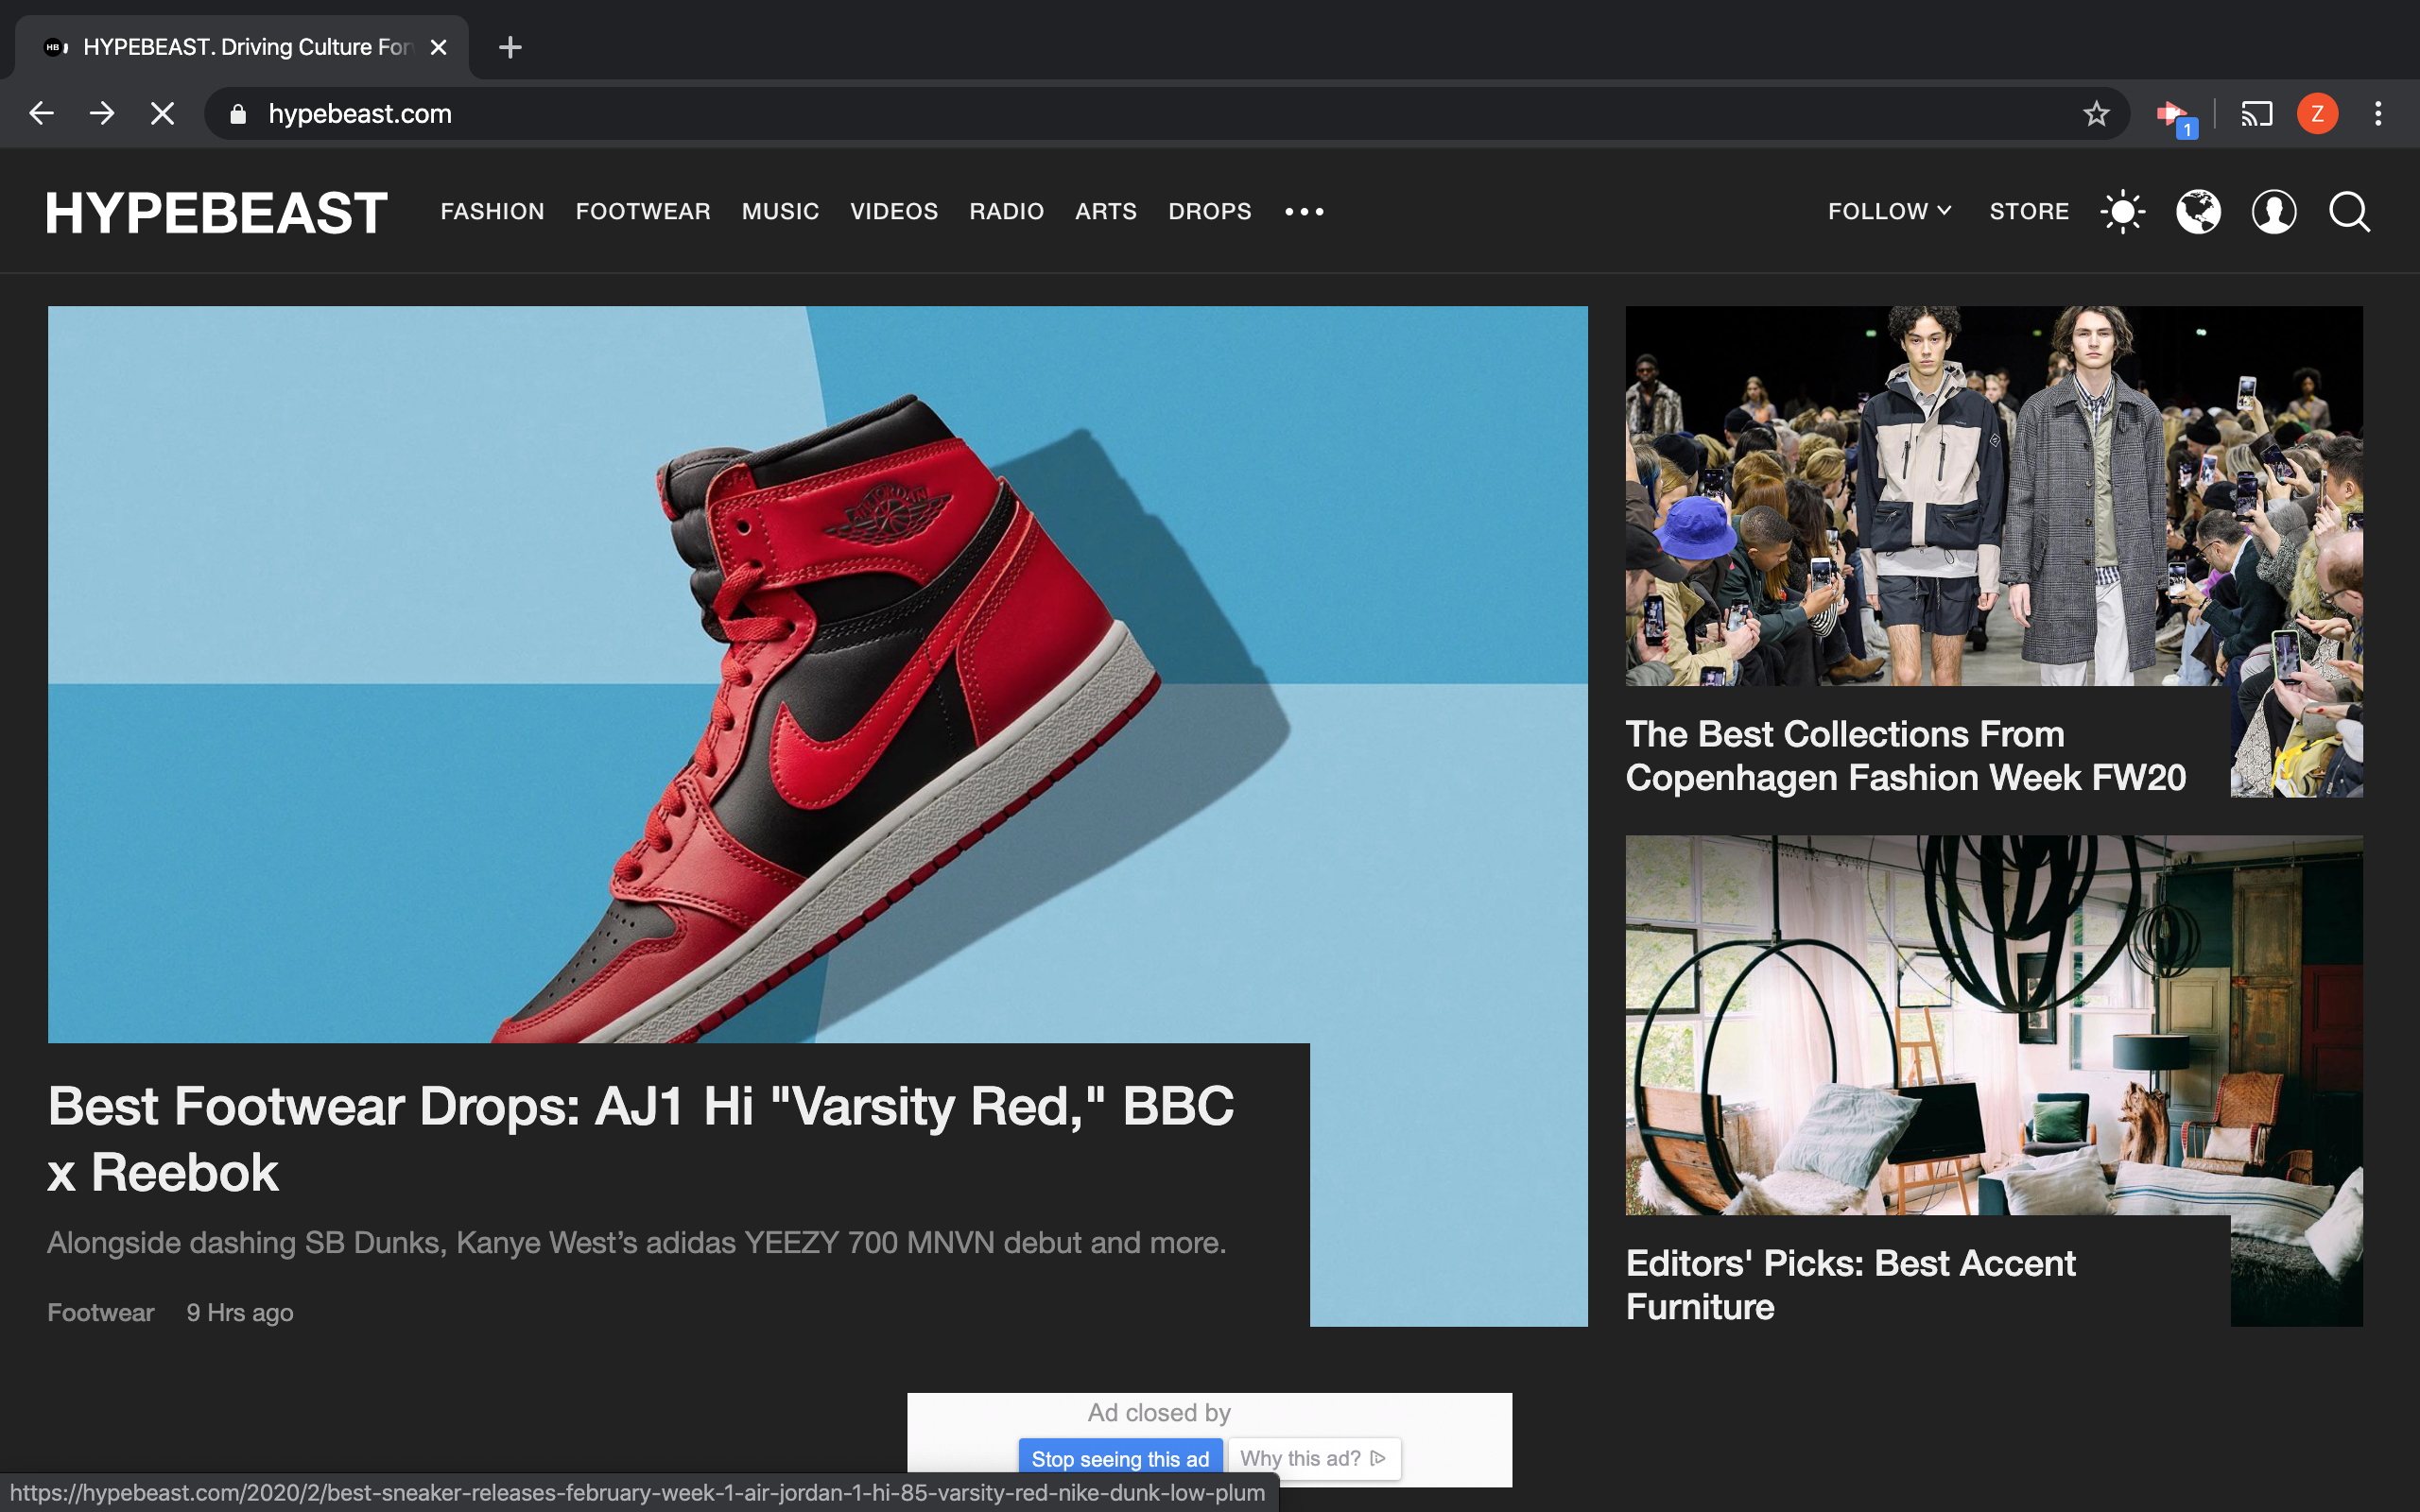 HYPEBEAST. Driving Culture For
hypebeast.com
1
Z
HYPEBEAST
FASHION FOOTWEAR MUSIC VIDEOS RADIO ARTS DROPS
FOLLOW STORE
AIR JORDAN
The Best Collections From
Copenhagen Fashion Week FW20
Best Footwear Drops: AJ1 Hi "Varsity Red," BBC
x Reebok
Alongside dashing SB Dunks, Kanye West’s adidas YEEZY 700 MNVN debut and more.
Footwear 9 Hrs ago
Editors' Picks: Best Accent
Furniture
Ad closed by
Stop seeing this ad Why this ad?
https://hypebeast.com/2020/2/best-sneaker-releases-february-week-1-air-jordan-1-hi-85-varsity-red-nike-dunk-low-plum